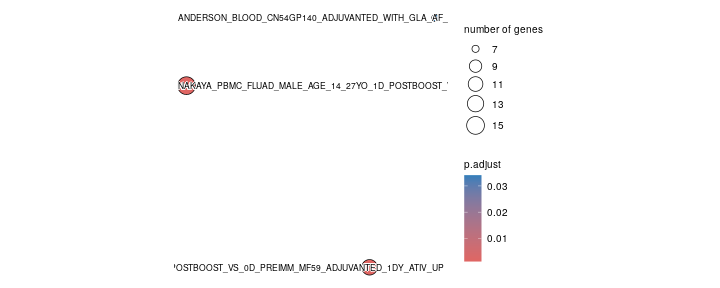 ANDERSON_BLOOD_CN54GP140_ADJUVANTED_WITH_GLA_AF_
number of genes
7
NAKAYA_PBMC_FLUAD_MALE_AGE_14_27YO_1D_POSTBOOST_
9
11
13
15
p.adjust
0.03
0.02
0.01
POSTBOOST_VS_0D_PREIMM_MF59_ADJUVANTED_1DY_ATIV_UP